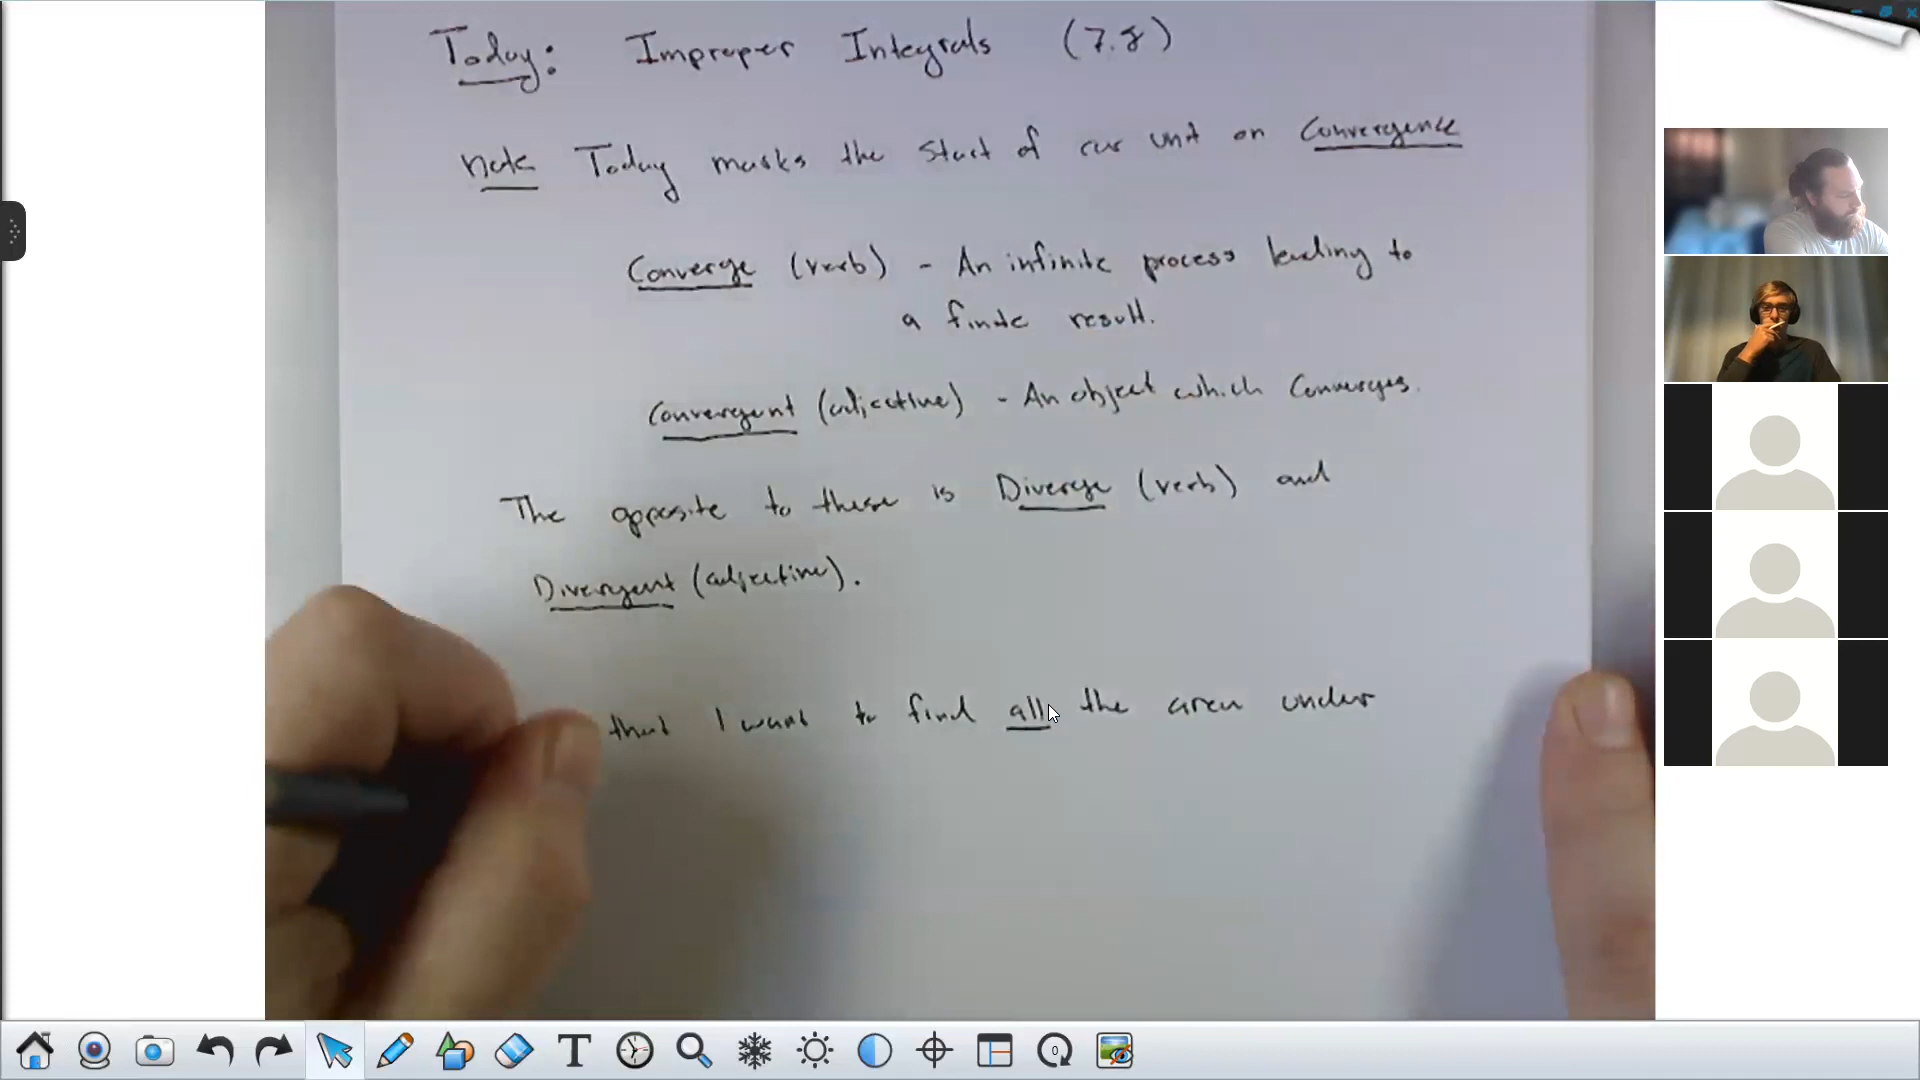 Today: Improper Integrals (7.8)
Note Today marks the start of our unit on Convergence
Converge (verb) - An infinite process leading to
a finite result.
Convergent (adjective) - An object which converges.
The opposite to these is Diverge (verb) and
Divergent (adjective).
that I want to find all the area under
T
0